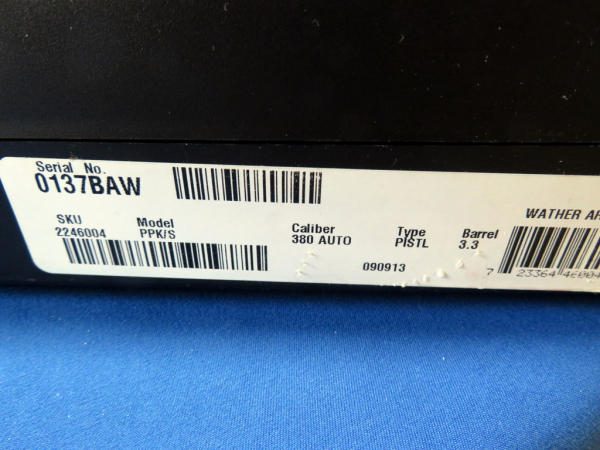 Serial No.
0137BAW
WATHER AR
SKU Model Caliber Type Barrel
2246004 PPK/S 380 AUTO PISTL 3.3
090913
7 23364 46004